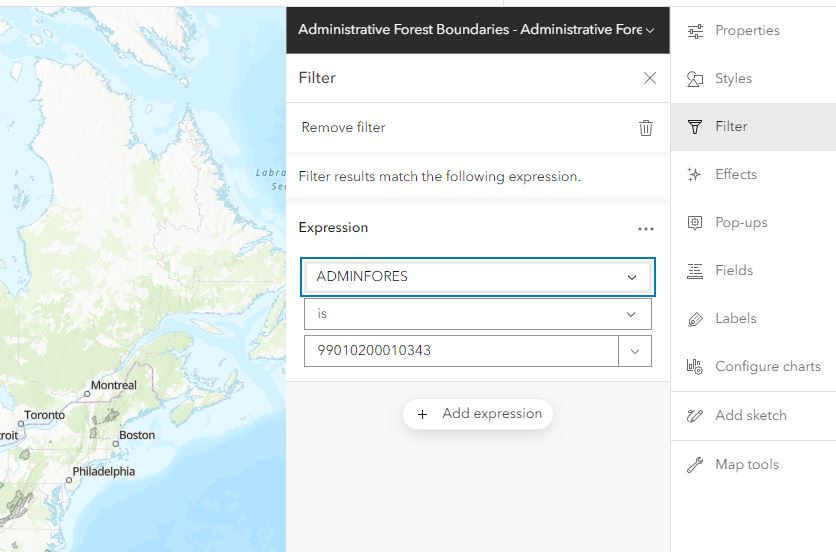 Administrative Forest Boundaries - Administrative Fore
Filter
Remove filter
Filter results match the following expression.
Expression
ADMINFORES
is
99010200010343
+ Add expression
Properties
Styles
Filter
Effects
Pop-ups
Fields
Labels
Configure charts
Add sketch
Map tools
Labra
Se
Montreal
Toronto
roit
Boston
Philadelphia